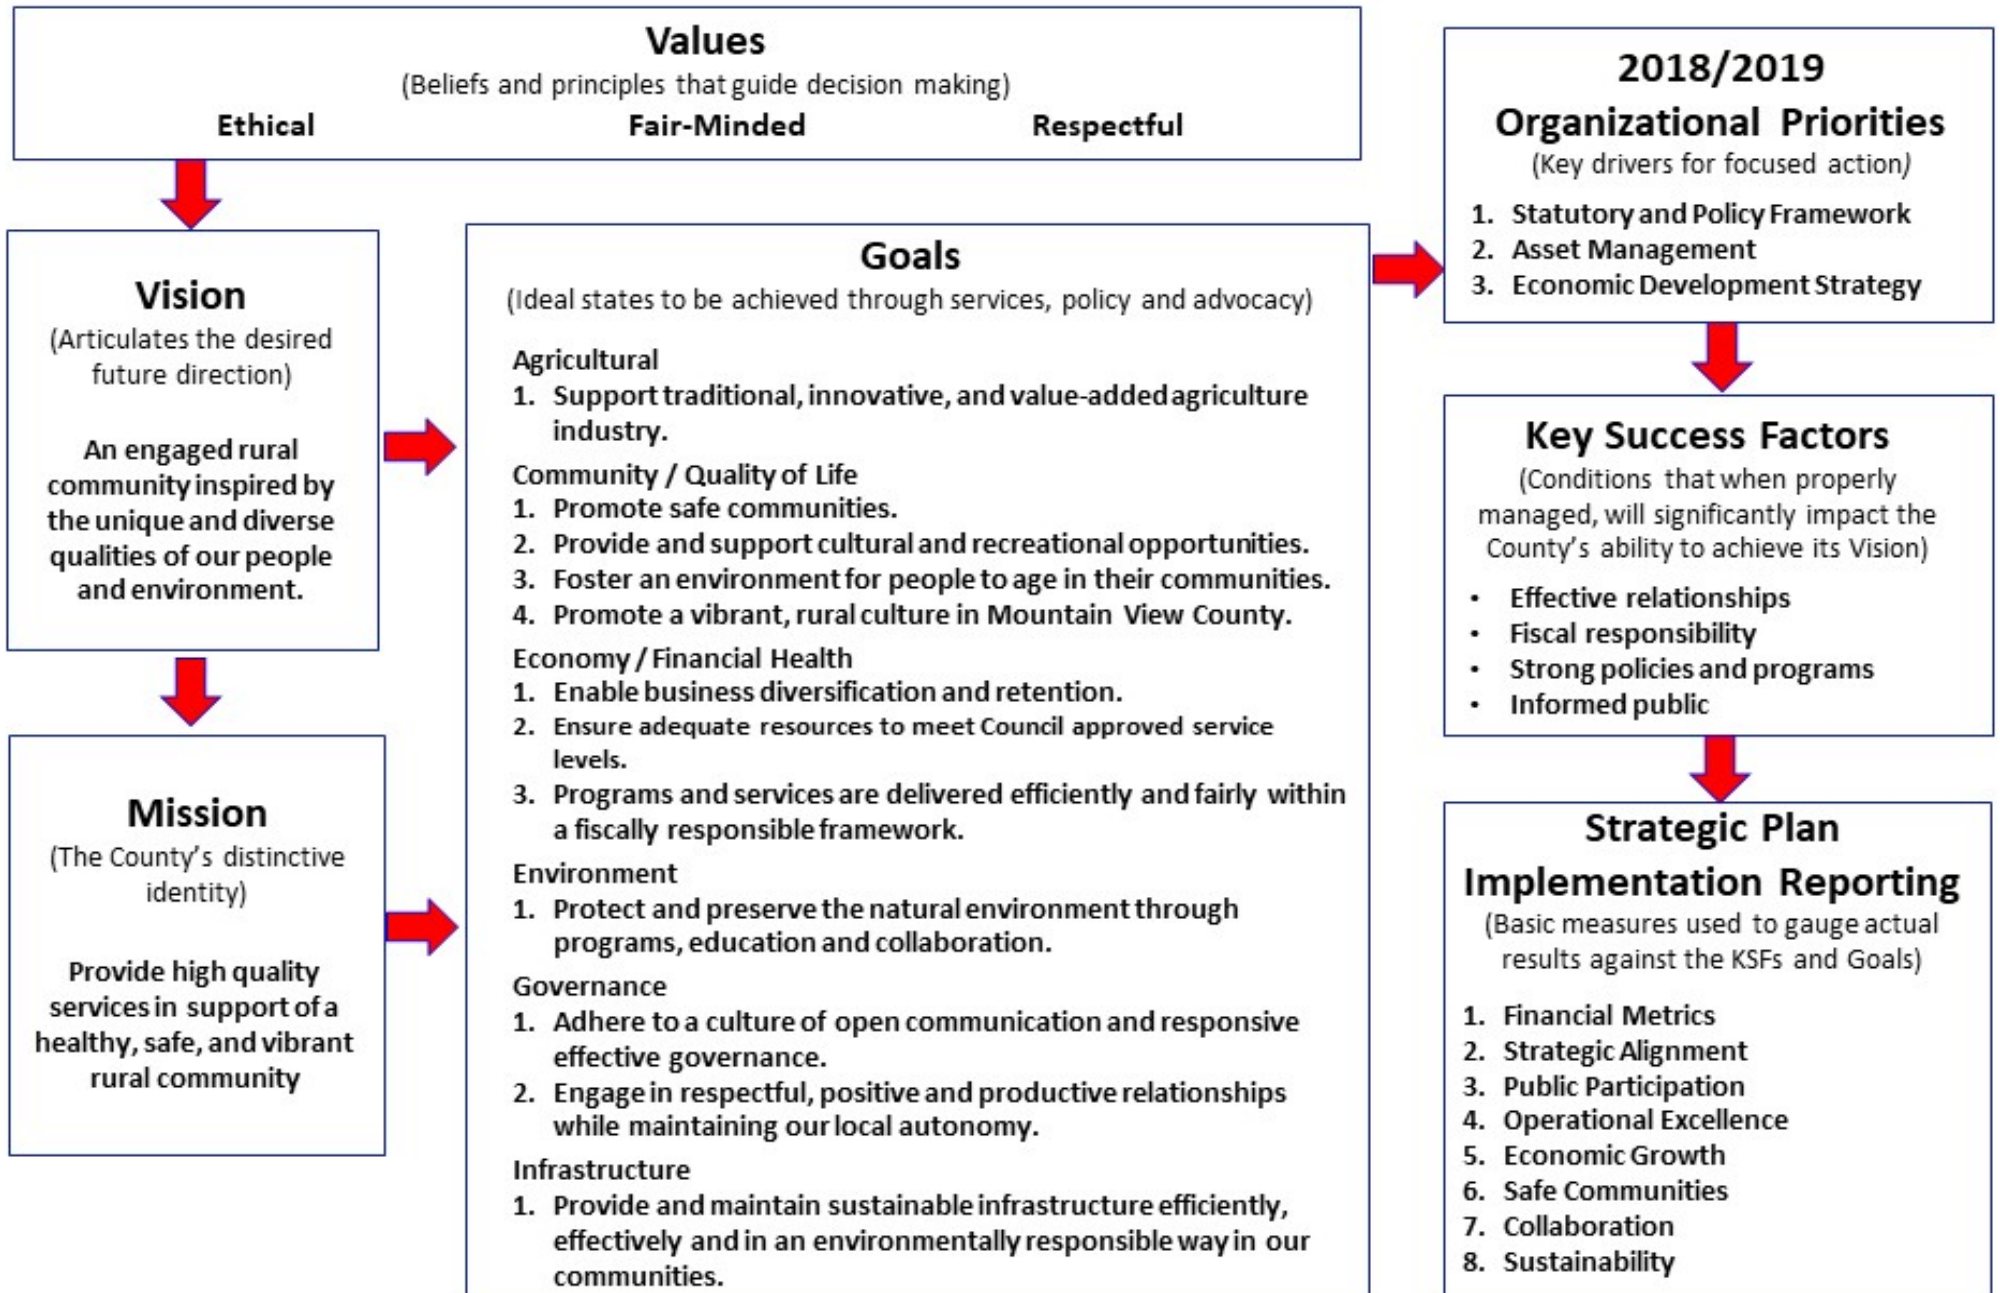 Values
(Beliefs and principles that guide decision making)
Ethical Fair-Minded Respectful
Vision
(Articulates the desired
future direction)
An engaged rural
community inspired by
the unique and diverse
qualities of our people
and environment.
Mission
(The County's distinctive
identity)
Provide high quality
services in support of a
healthy, safe, and vibrant
rural community
Goals
(Ideal states to be achieved through services, policy and advocacy)
Agricultural
1. Support traditional, innovative, and value-added agriculture
industry.
Community / Quality of Life
1. Promote safe communities.
2. Provide and support cultural and recreational opportunities.
3. Foster an environment for people to age in their communities.
4. Promote a vibrant, rural culture in Mountain View County.
Economy / Financial Health
1. Enable business diversification and retention.
2. Ensure adequate resources to meet Council approved service
levels.
3. Programs and services are delivered efficiently and fairly within
a fiscally responsible framework.
Environment
1. Protect and preserve the natural environment through
programs, education and collaboration.
Governance
1. Adhere to a culture of open communication and responsive
effective governance.
2. Engage in respectful, positive and productive relationships
while maintaining our local autonomy.
Infrastructure
1. Provide and maintain sustainable infrastructure efficiently,
effectively and in an environmentally responsible way in our
communities.
2018/2019
Organizational Priorities
(Key drivers for focused action)
1. Statutory and Policy Framework
2. Asset Management
3. Economic Development Strategy
Key Success Factors
(Conditions that when properly
managed, will significantly impact the
County's ability to achieve its Vision)
• Effective relationships
• Fiscal responsibility
• Strong policies and programs
• Informed public
Strategic Plan
Implementation Reporting
(Basic measures used to gauge actual
results against the KSFs and Goals)
1. Financial Metrics
2. Strategic Alignment
3. Public Participation
4. Operational Excellence
5. Economic Growth
6. Safe Communities
7. Collaboration
8. Sustainability